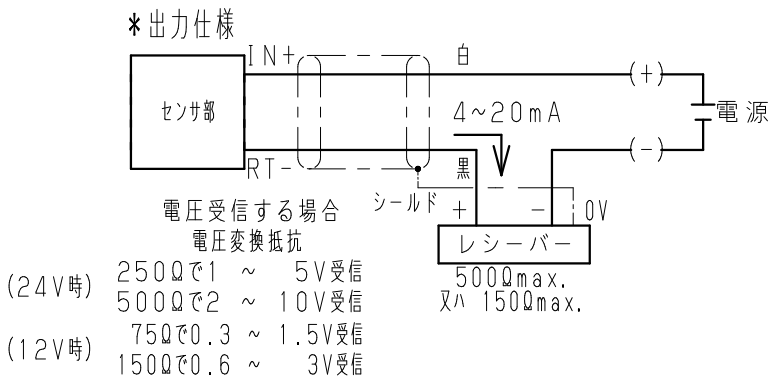 *出力仕様
IN+
白
(+)
センサ部
4~20mA
電源
(-)
RT-
黒
シールド
+
-
0V
レシーバー
500Ωmax.
又ハ 150Ωmax.
電圧受信する場合
電圧変換抵抗
(24V時) 250Ωで1 ~ 5V受信
500Ωで2 ~ 10V受信
(12V時) 75Ωで0.3 ~ 1.5V受信
150Ωで0.6 ~ 3V受信